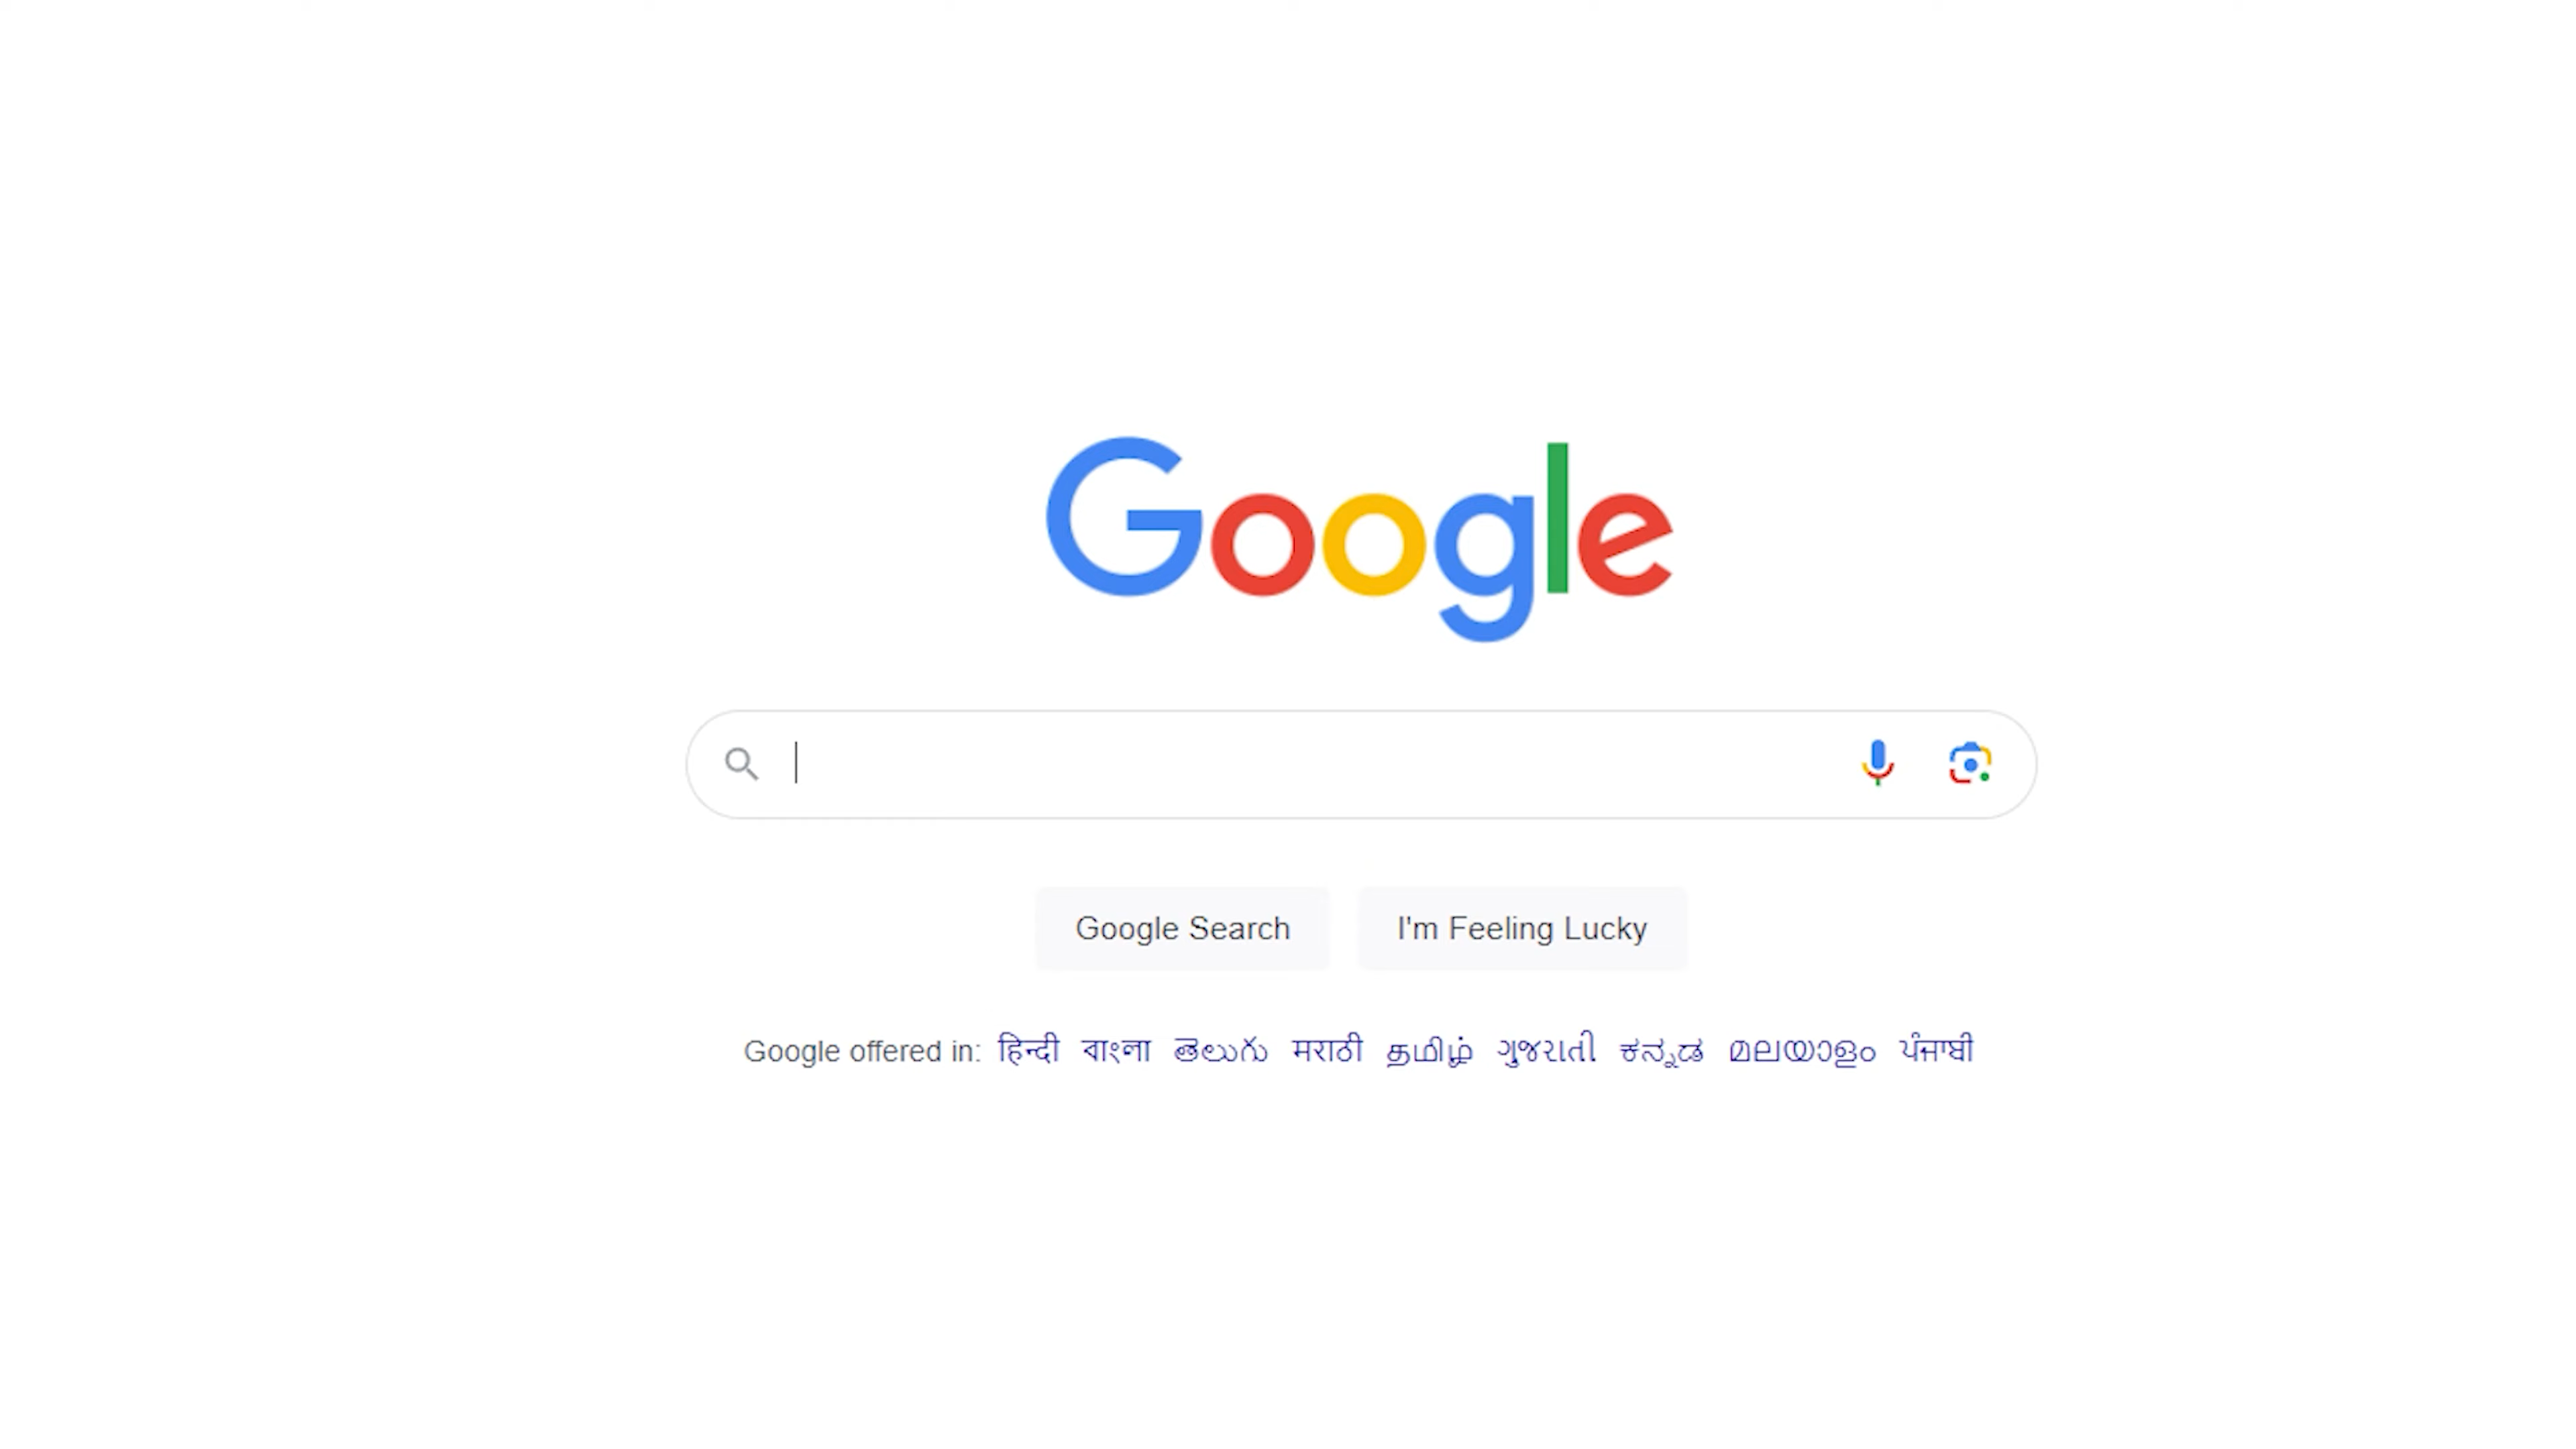 Google
Google Search
I'm Feeling Lucky
Google offered in: हिन्दी বাংলা తెలుగు मराठी தமிழ் ગુજરાતી ಕನ್ನಡ മലയാളം ਪੰਜਾਬੀ